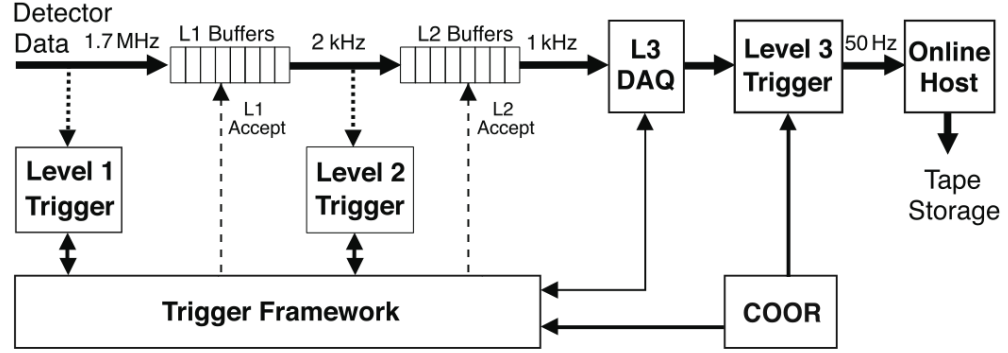 Detector
Data
1.7 MHz
L1 Buffers
2 kHz
L2 Buffers
1 kHz
L3
DAQ
Level 3
Trigger
50 Hz
Online
Host
L1
Accept
L2
Accept
Level 1
Trigger
Level 2
Trigger
Tape
Storage
Trigger Framework
COOR